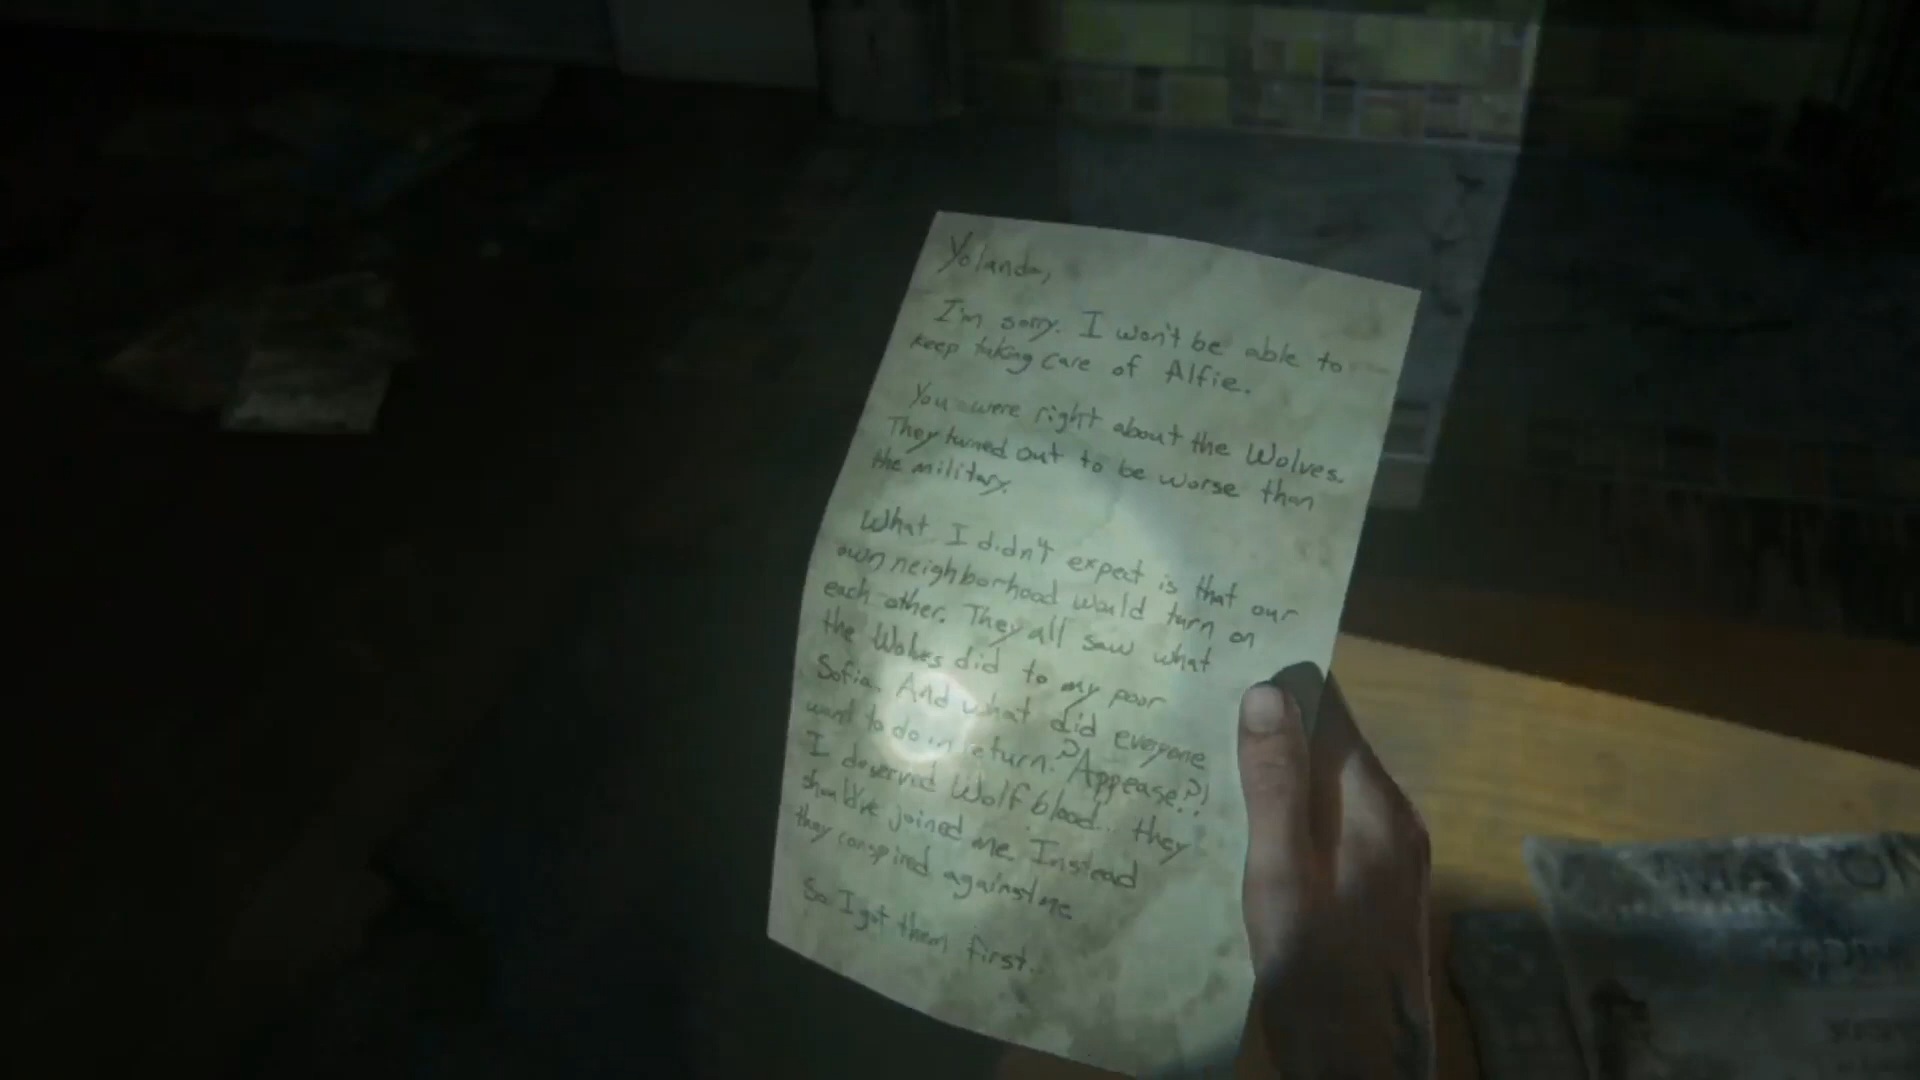 Yolanda,
I'm sorry. I won't be able to
keep taking care of Alfie.
You were right about the Wolves.
They turned out to be worse than
the military.
What I didn't expect is that our
own neighborhood would turn on
each other. They all saw what
the Wolves did to my poor
Sofia. And what did everyone
want to do in return? Appease?!
I deserved Wolf blood... they
should've joined me. Instead
they conspired against me.
So I got them first.